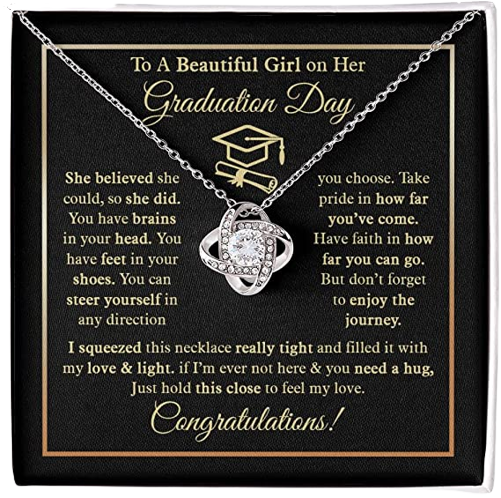 To A Beautiful Girl on Her
Graduation Day
She believed she
could, so she did.
You have brains
in your head. You
have feet in your
shoes. You can
steer yourself in
any direction
you choose. Take
pride in how far
you've come.
Have faith in how
far you can go.
But don't forget
to enjoy the
journey.
I squeezed this necklace really tight and filled it with
my love & light. if I'm ever not here & you need a hug,
Just hold this close to feel my love.
Congratulations!